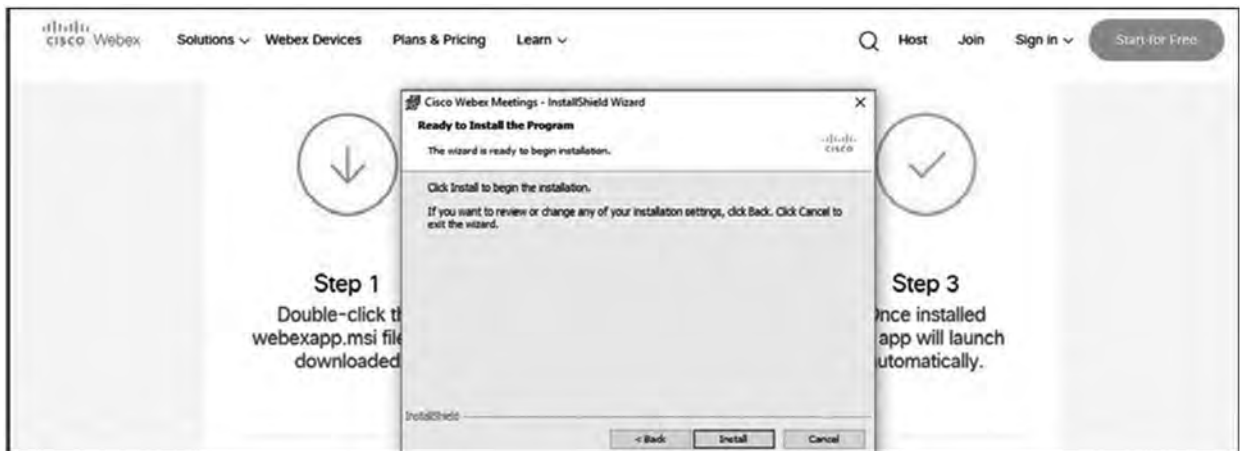 CISCO Webex Solutions Webex Devices Plans & Pricing Learn Host Join Sign in Start for Free
Cisco Webex Meetings - InstallShield Wizard
Ready to Install the Program
The wizard is ready to begin installation.
CISCO
Click Install to begin the installation.
If you want to review or change any of your installation settings, click Back. Click Cancel to
exit the wizard.
Step 1
Double-click
webexapp.msi
downloaded
Step 3
installed
app will launch
InstallShield
< Back Install Cancel